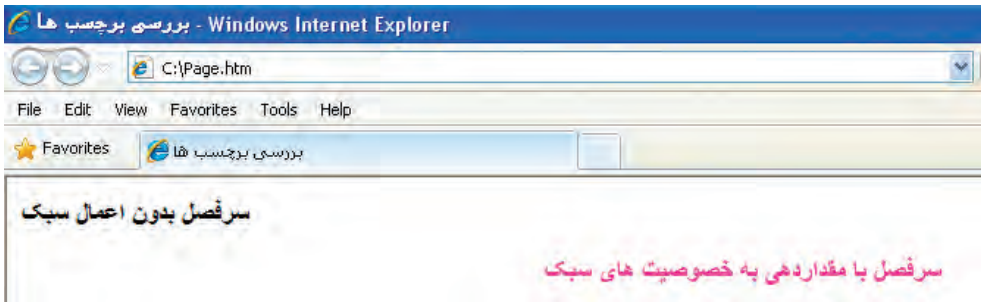 بررسی برچسب ها - Windows Internet Explorer
C:\Page.htm
File Edit View Favorites Tools Help
Favorites بررسی برچسب ها
سرفصل بدون اعمال سبک
سرفصل با مقداردهی به خصوصیت های سبک